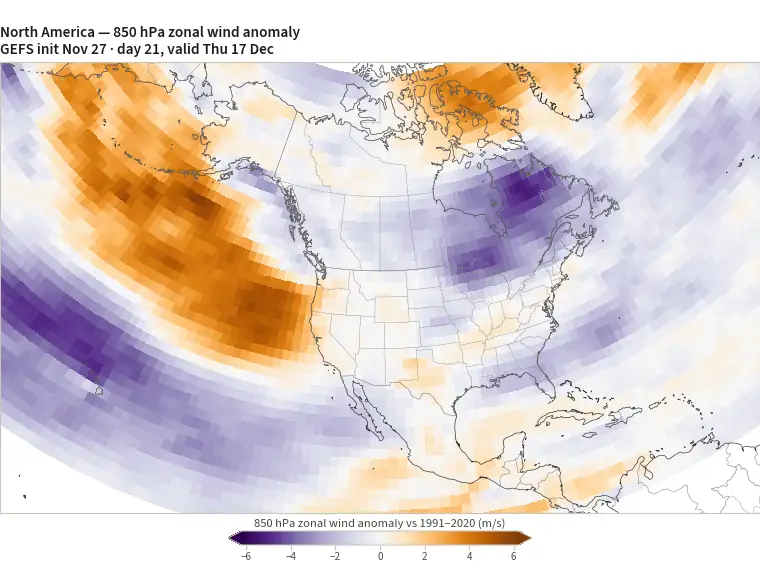 North America — 850 hPa zonal wind anomaly
GEFS init Nov 27 · day 21, valid Thu 17 Dec
850 hPa zonal wind anomaly vs 1991–2020 (m/s)
−6 −4 −2 0 2 4 6